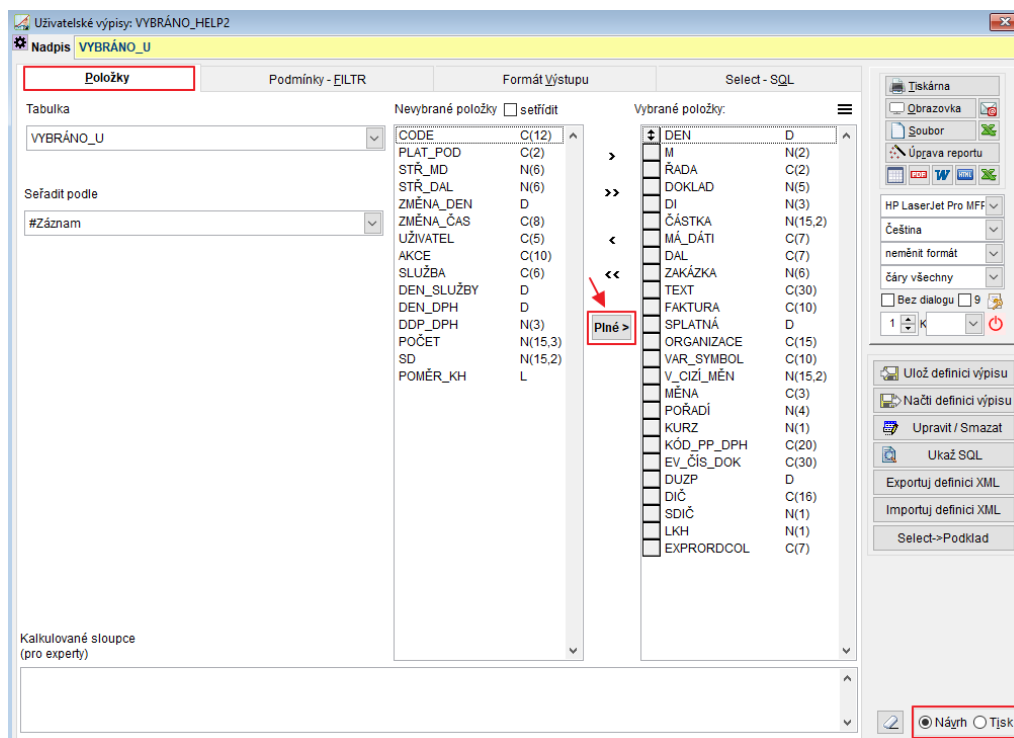 Uživatelské výpisy: VYBRÁNO_HELP2
Nadpis VYBRÁNO_U
Položky Podmínky - FILTR Formát Výstupu Select - SQL
Tabulka
VYBRÁNO_U
Seřadit podle
#Záznam
Kalkulované sloupce
(pro experty)
Nevybrané položky setřídit
CODE C(12)
PLAT_POD C(2)
STŘ_MD N(6)
STŘ_DAL N(6)
ZMĚNA_DEN D
ZMĚNA_ČAS C(8)
UŽIVATEL C(5)
AKCE C(10)
SLUŽBA C(6)
DEN_SLUŽBY D
DEN_DPH D
DDP_DPH N(3)
POČET N(15,3)
SD N(15,2)
POMĚR_KH L
>
>>
<
<<
Plné >
Vybrané položky:
DEN D
M N(2)
ŘADA C(2)
DOKLAD N(5)
DI N(3)
ČÁSTKA N(15,2)
MÁ_DÁTI C(7)
DAL C(7)
ZAKÁZKA N(6)
TEXT C(30)
FAKTURA C(10)
SPLATNÁ D
ORGANIZACE C(15)
VAR_SYMBOL C(10)
V_CIZÍ_MĚN N(15,2)
MĚNA C(3)
POŘADÍ N(4)
KURZ N(1)
KÓD_PP_DPH C(20)
EV_ČÍS_DOK C(30)
DUZP D
DIČ C(16)
SDIČ N(1)
LKH N(1)
EXPRORDCOL C(7)
Tiskárna
Obrazovka
Soubor
Úprava reportu
PDF W HTML
HP LaserJet Pro MFF
Čeština
neměnit formát
čáry všechny
Bez dialogu 9
1 K
Ulož definici výpisu
Načti definici výpisu
Upravit / Smazat
Ukaž SQL
Exportuj definici XML
Importuj definici XML
Select->Podklad
Návrh Tisk